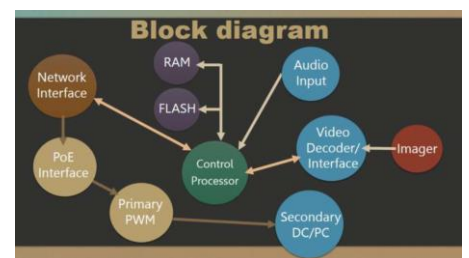 Block diagram
Network
Interface
RAM
Audio
Input
FLASH
Video
Decoder/
Interface
Imager
PoE
Interface
Control
Processor
Primary
PWM
Secondary
DC/PC